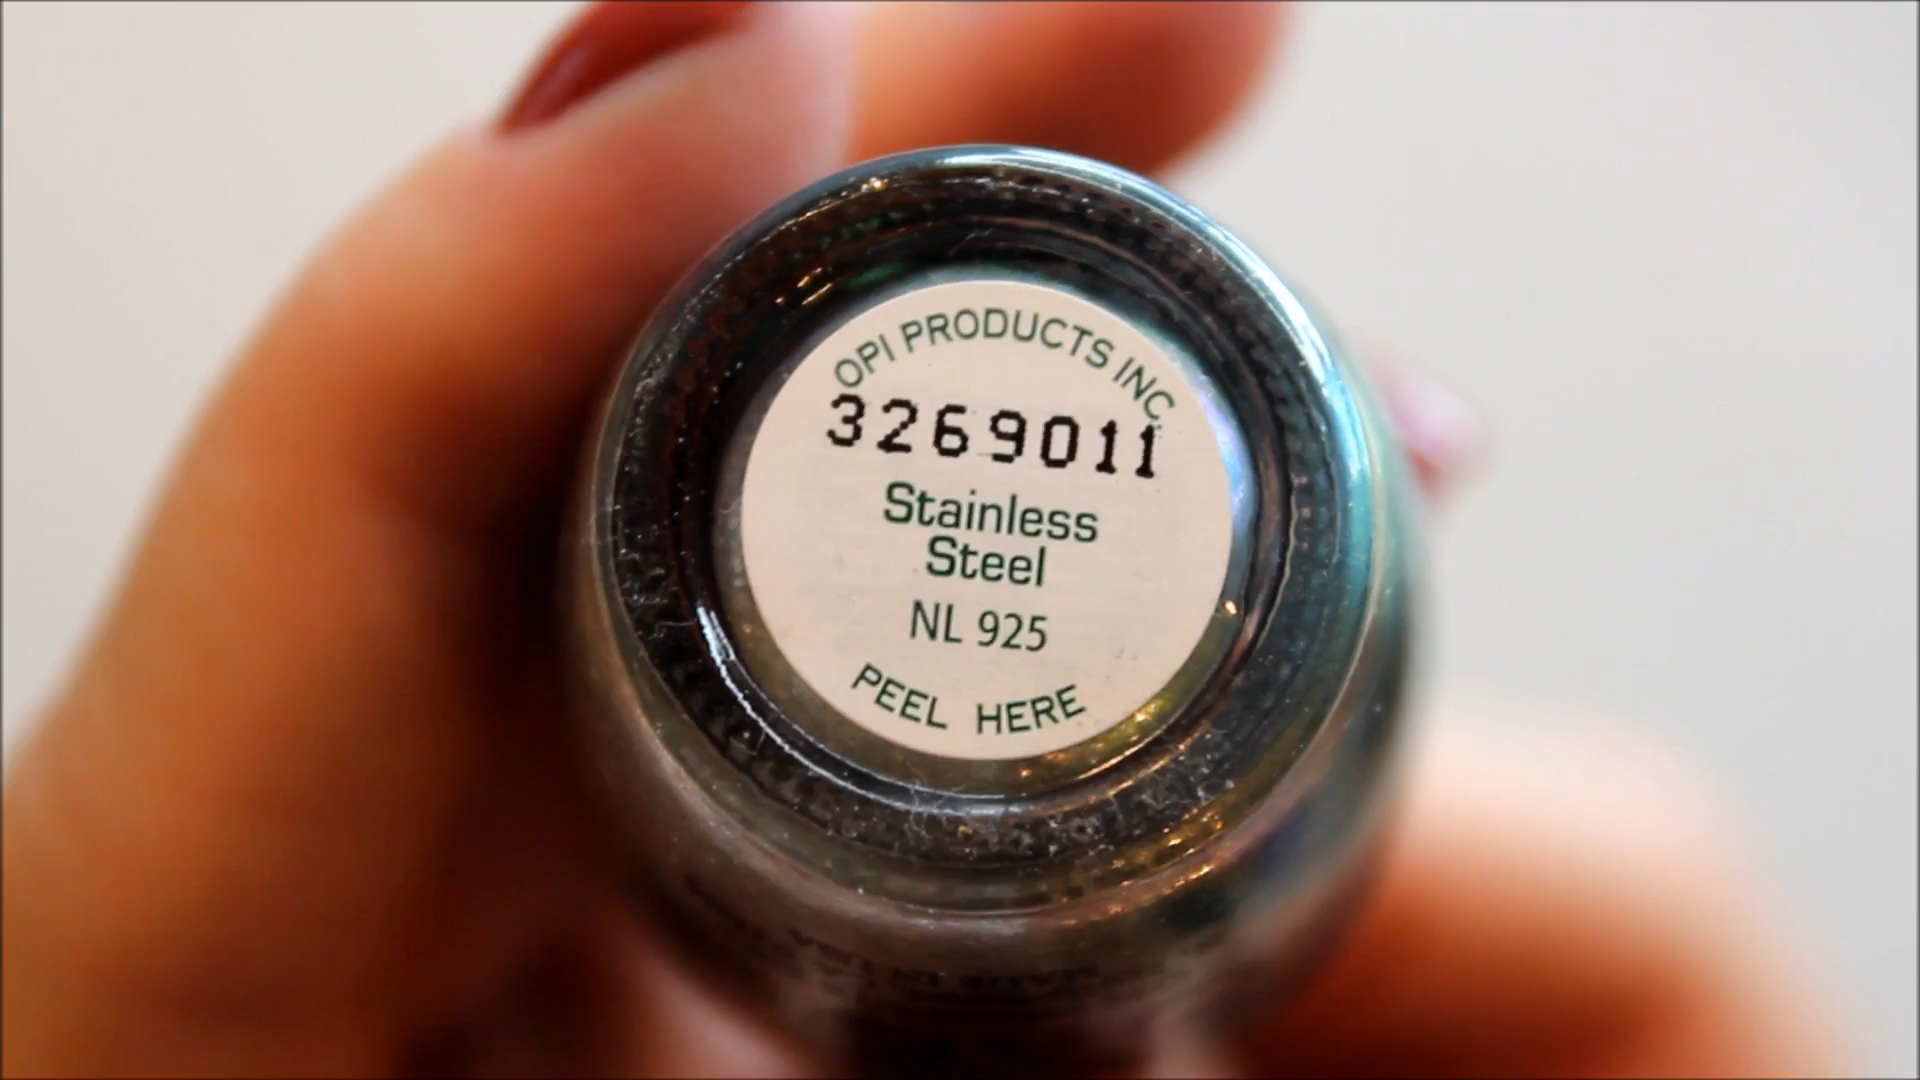 OPI PRODUCTS INC.
3269011
Stainless
Steel
NL 925
PEEL HERE